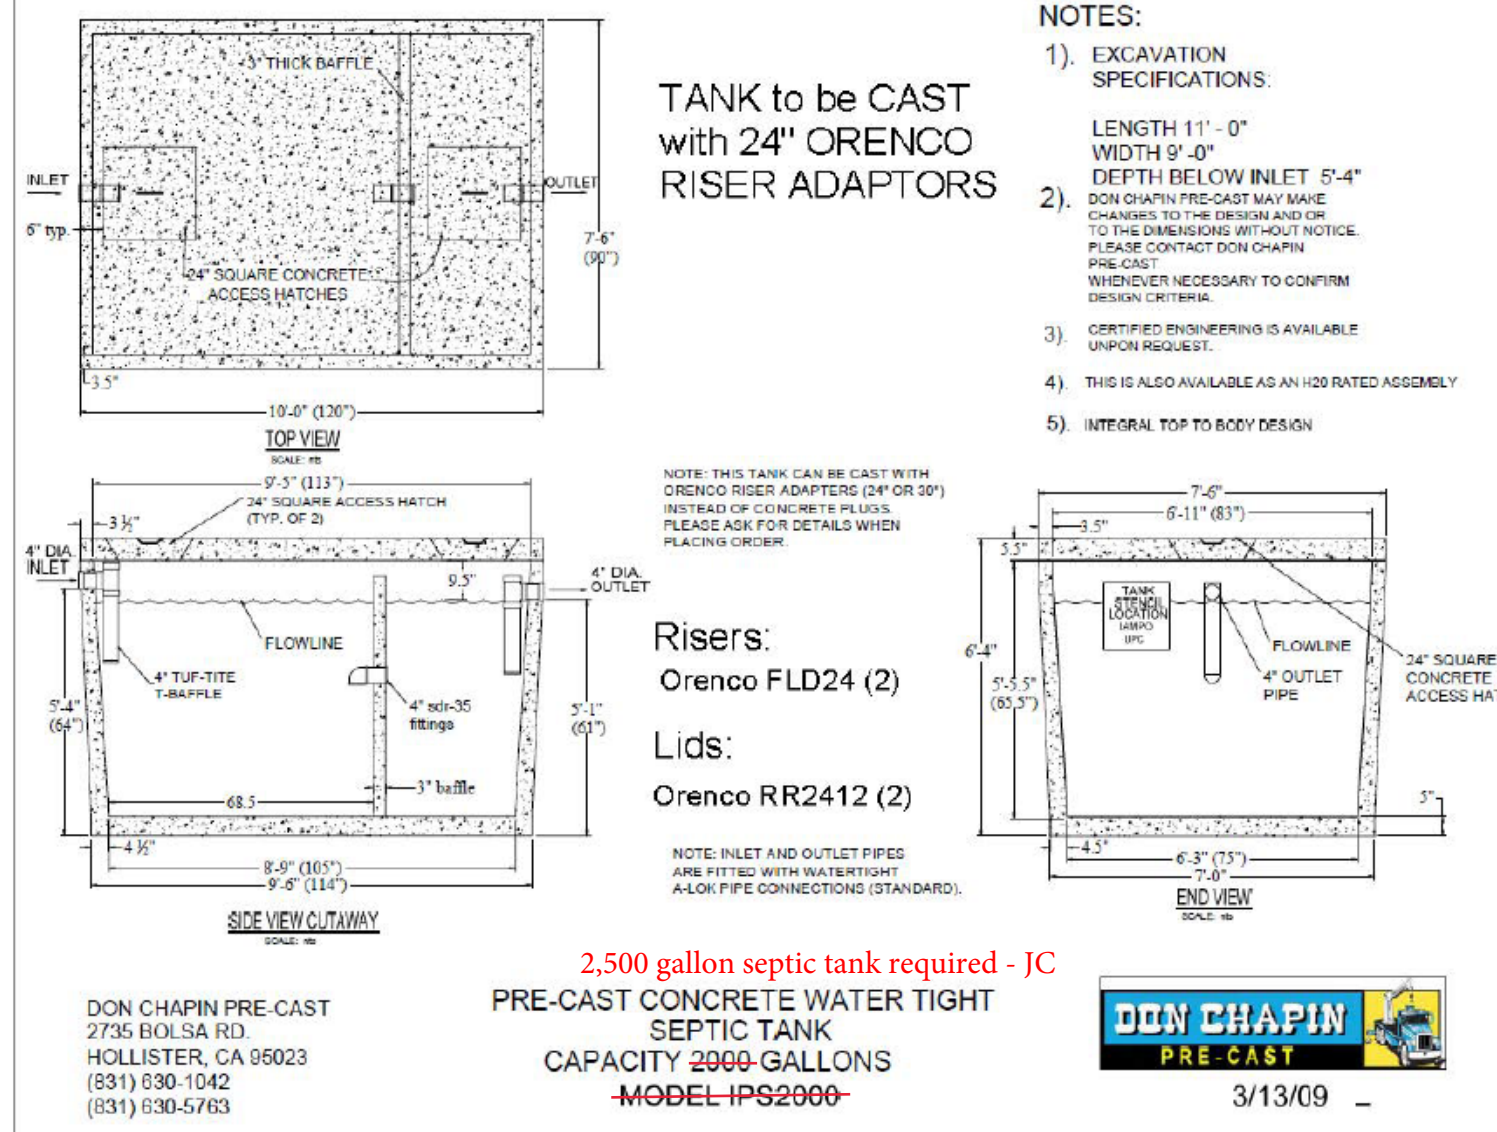 3" THICK BAFFLE
INLET
OUTLET
6" typ.
24" SQUARE CONCRETE
ACCESS HATCHES
7'-6"
(90")
3.5"
10'-0" (120")
TOP VIEW
SCALE: nts
TANK to be CAST
with 24" ORENCO
RISER ADAPTORS
NOTES:
1). EXCAVATION
SPECIFICATIONS:
LENGTH 11' - 0"
WIDTH 9' -0"
DEPTH BELOW INLET 5'-4"
2). DON CHAPIN PRE-CAST MAY MAKE
CHANGES TO THE DESIGN AND OR
TO THE DIMENSIONS WITHOUT NOTICE.
PLEASE CONTACT DON CHAPIN
PRE-CAST
WHENEVER NECESSARY TO CONFIRM
DESIGN CRITERIA.
3). CERTIFIED ENGINEERING IS AVAILABLE
UNPON REQUEST.
4). THIS IS ALSO AVAILABLE AS AN H20 RATED ASSEMBLY
5). INTEGRAL TOP TO BODY DESIGN
9'-5" (113")
24" SQUARE ACCESS HATCH
(TYP. OF 2)
3 ½"
4" DIA.
INLET
9.5"
4" DIA.
OUTLET
FLOWLINE
4" TUF-TITE
T-BAFFLE
4" sdr-35
fittings
5'-4"
(64")
5'-1"
(61")
3" baffle
68.5
4 ½"
8'-9" (105")
9'-6" (114")
SIDE VIEW CUTAWAY
SCALE: nts
NOTE: THIS TANK CAN BE CAST WITH
ORENCO RISER ADAPTERS (24" OR 30")
INSTEAD OF CONCRETE PLUGS.
PLEASE ASK FOR DETAILS WHEN
PLACING ORDER.
Risers:
Orenco FLD24 (2)
Lids:
Orenco RR2412 (2)
NOTE: INLET AND OUTLET PIPES
ARE FITTED WITH WATERTIGHT
A-LOK PIPE CONNECTIONS (STANDARD).
7'-6"
6'-11" (83")
3.5"
5.5"
TANK
STENCIL
LOCATION
IAMPO
UPC
FLOWLINE
4" OUTLET
PIPE
24" SQUARE
CONCRETE
ACCESS HAT
6'-4"
5'-5.5"
(65.5")
5"
4.5"
6'-3" (75")
7'-0"
END VIEW
SCALE: nts
2,500 gallon septic tank required - JC
PRE-CAST CONCRETE WATER TIGHT
SEPTIC TANK
CAPACITY 2000 GALLONS
MODEL IPS2000
DON CHAPIN PRE-CAST
2735 BOLSA RD.
HOLLISTER, CA 95023
(831) 630-1042
(831) 630-5763
DON CHAPIN
PRE-CAST
3/13/09